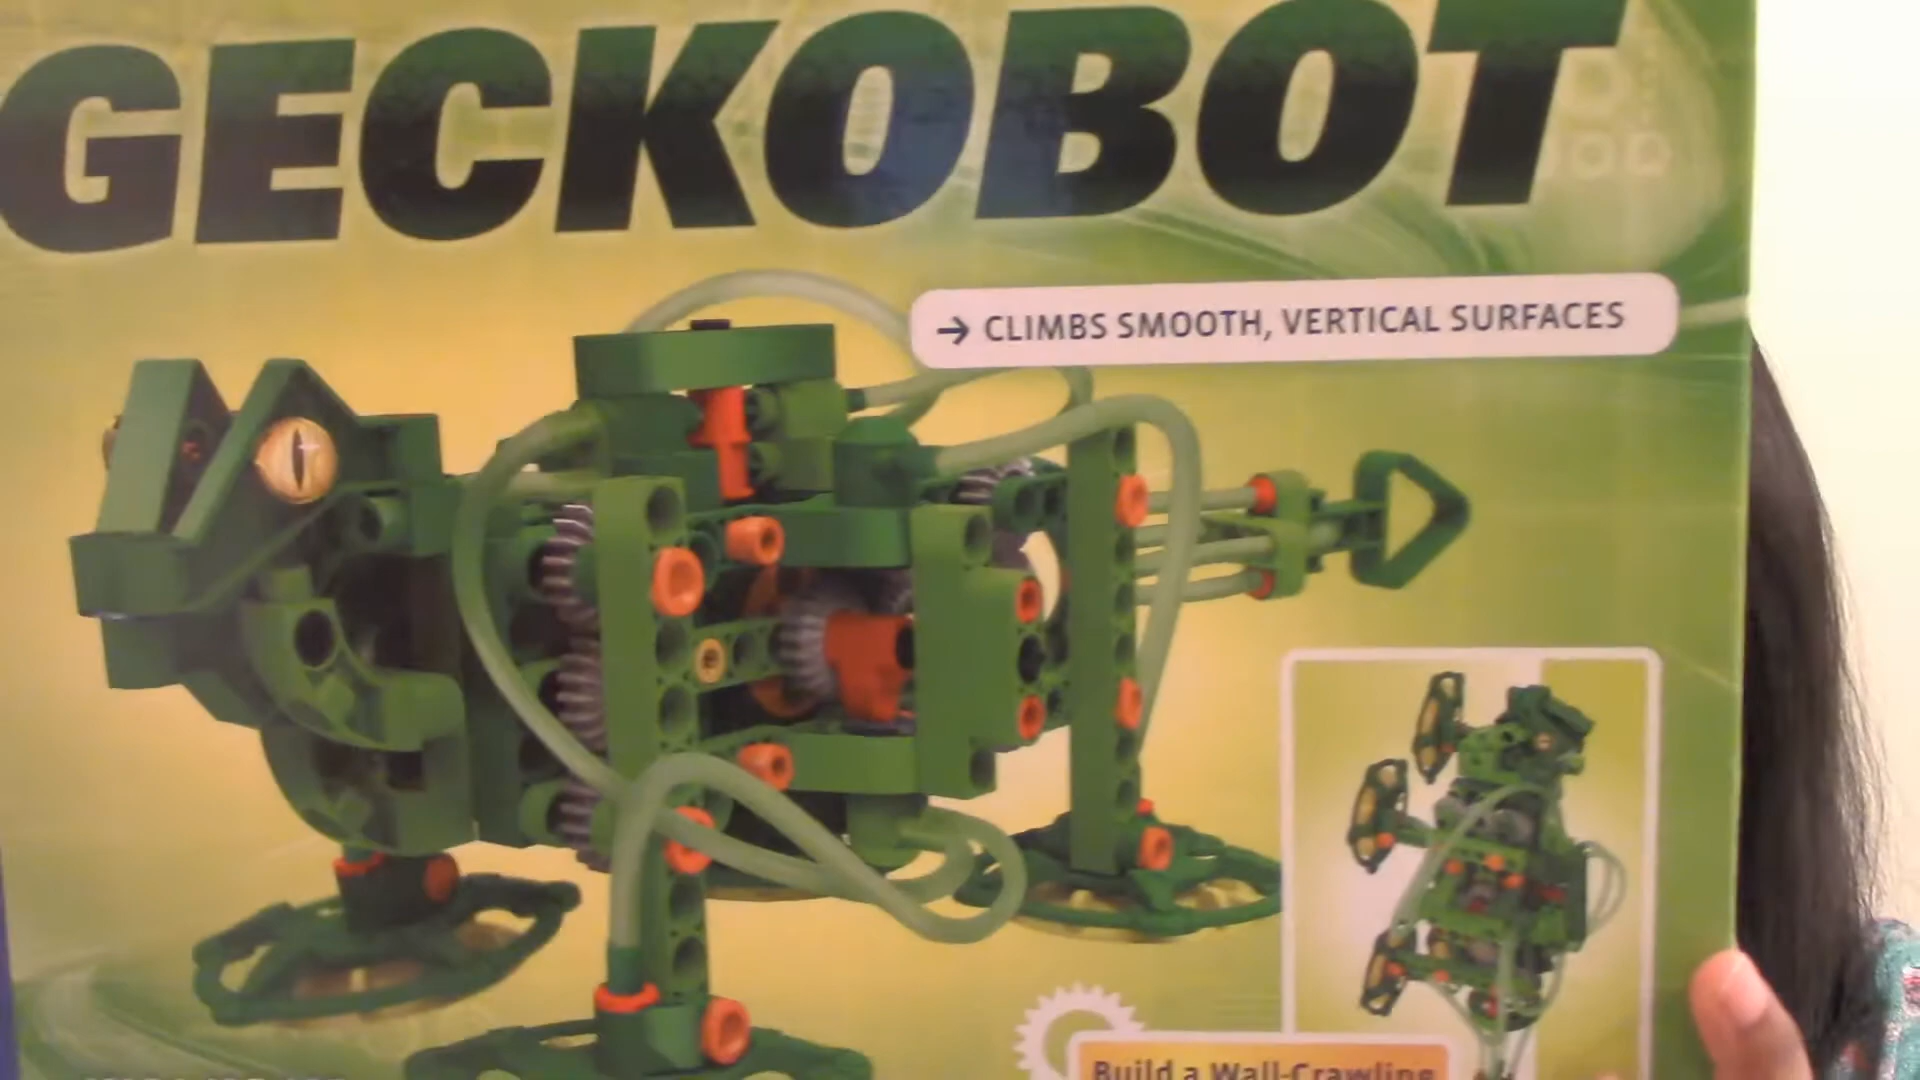 GECKOBOT
→ CLIMBS SMOOTH, VERTICAL SURFACES
Build a Wall-Crawling